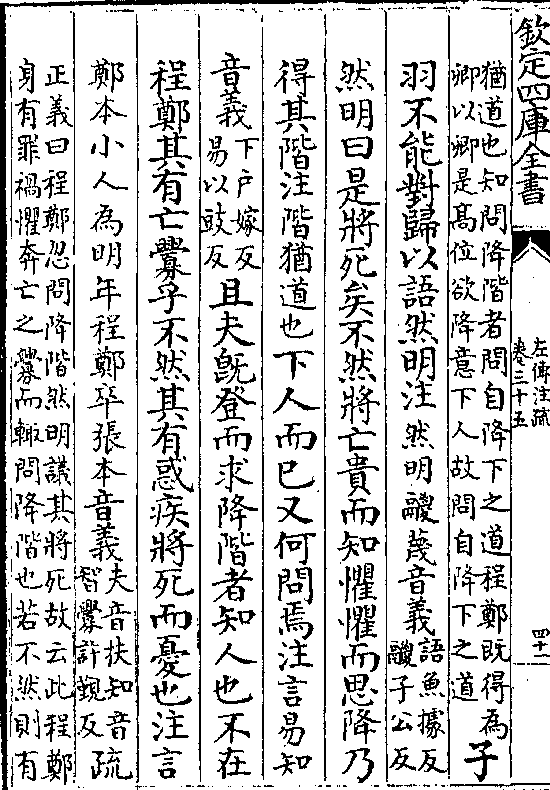 欽定四庫全書
左傳注疏
卷三十五
四十一
猶道也知問降階者問自降下之道程鄭既得為
卿以卿是髙位欲降意下人故問自降下之道
子
羽不能對歸以語然明注然明鬷蔑音義語魚據反
鬷子公反
然明曰是將死矣不然將亡貴而知懼懼而思降乃
得其階注階猶道也下人而已又何問焉注言易知
音義下户嫁反
易以豉反
且夫既登而求降階者知人也不在
程鄭其有亡釁乎不然其有惑疾將死而憂也注言
鄭本小人為明年程鄭卒張本音義夫音扶知音
智釁許覲反
疏
正義曰程鄭忽問降階然明議其將死故云此程鄭
身有罪禍懼奔亡之釁而輙問降階也若不然則有